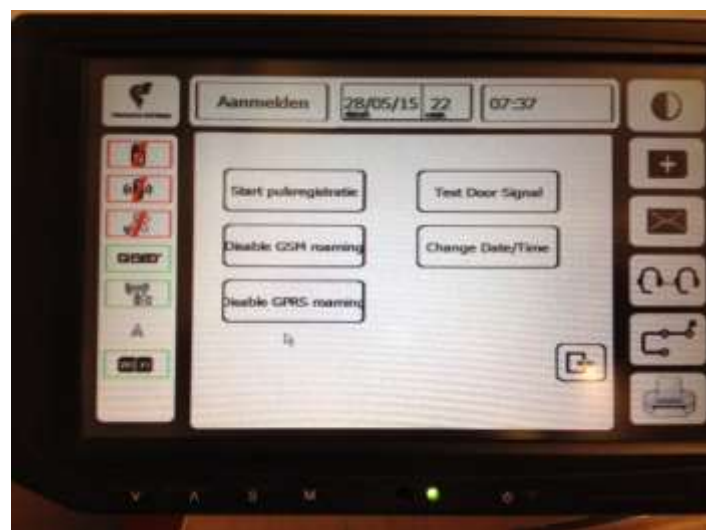 Aanmelden 28/05/15 22 07:37
Start pulsregistratie Test Door Signal
Disable GSM roaming Change Date/Time
Disable GPRS roaming
V Λ S M